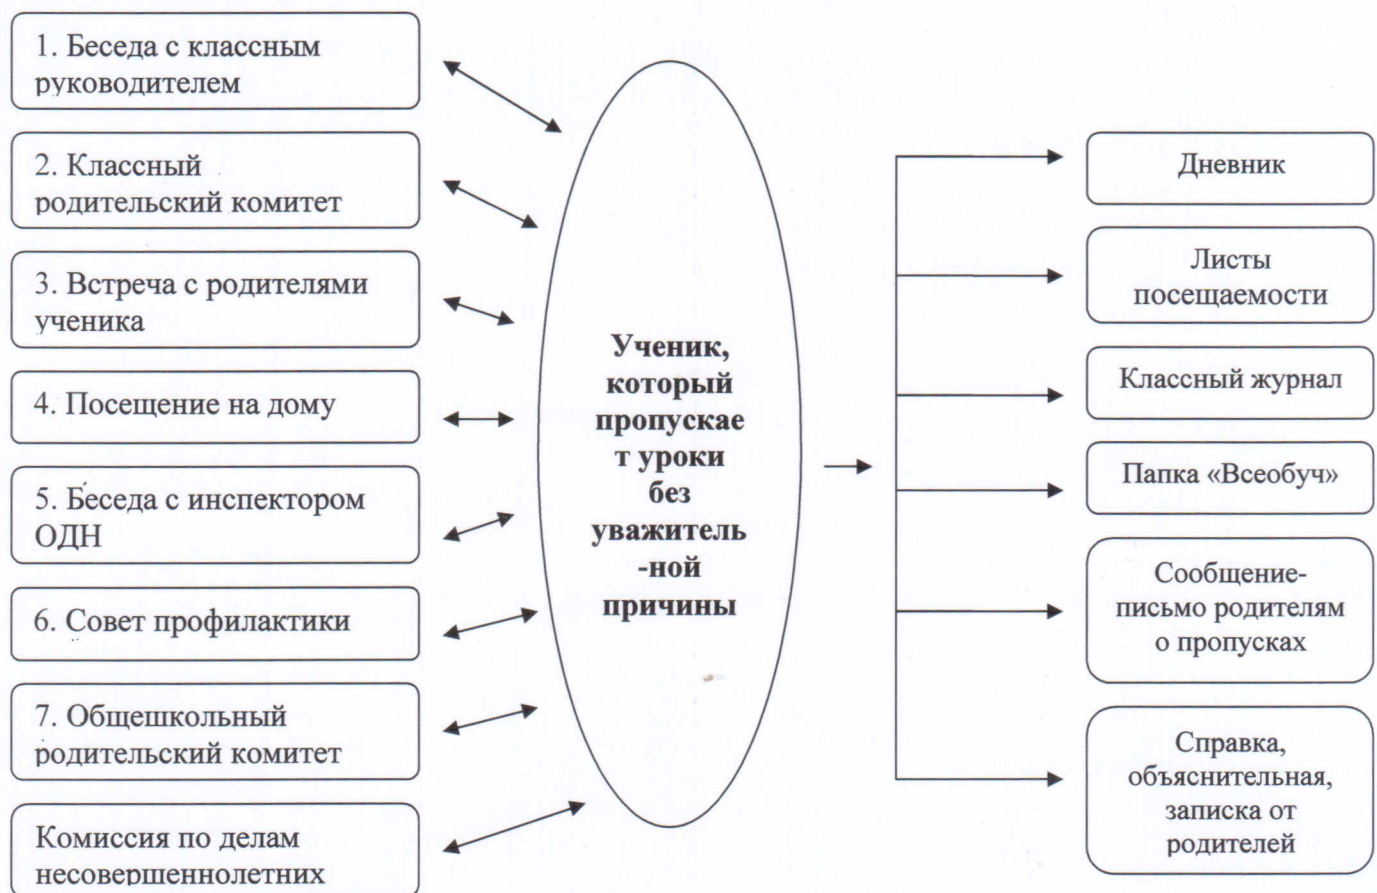 1. Беседа с классным
руководителем
2. Классный
родительский комитет
3. Встреча с родителями
ученика
4. Посещение на дому
5. Беседа с инспектором
ОДН
6. Совет профилактики
7. Общешкольный
родительский комитет
Комиссия по делам
несовершеннолетних
Ученик,
который
пропускае
т уроки
без
уважитель
-ной
причины
Дневник
Листы
посещаемости
Классный журнал
Папка «Всеобуч»
Сообщение-
письмо родителям
о пропусках
Справка,
объяснительная,
записка от
родителей